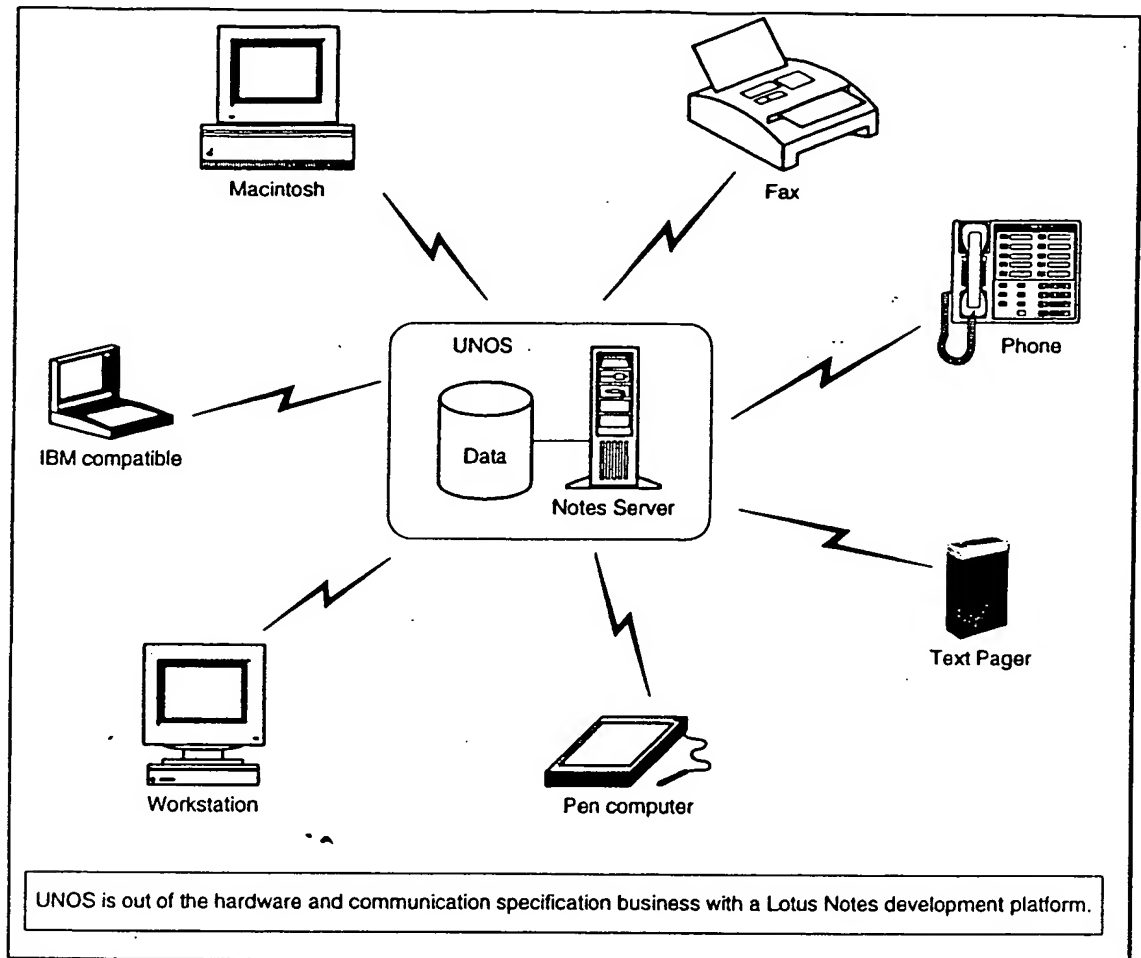 Macintosh
Fax
Phone
UNOS
IBM compatible
Data
Notes Server
Text Pager
Workstation
Pen computer
UNOS is out of the hardware and communication specification business with a Lotus Notes development platform.